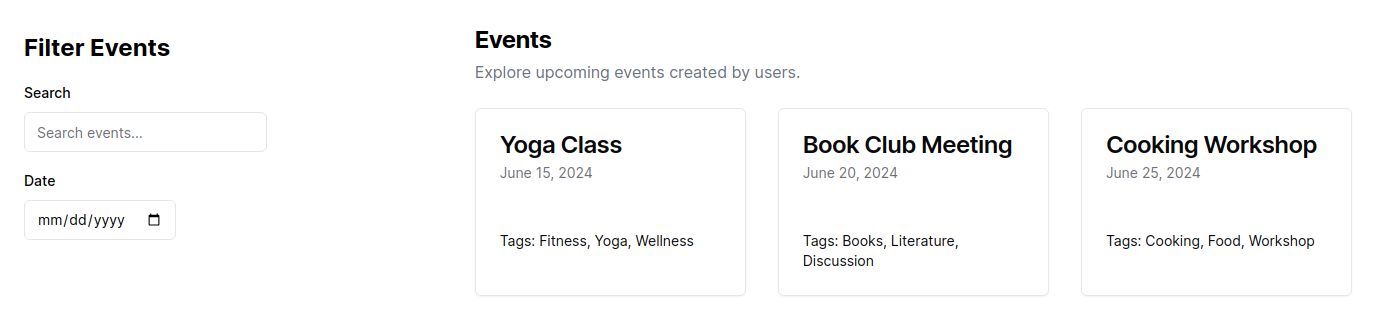 Filter Events
Search
Search events...
Date
mm/dd/yyyy
Events
Explore upcoming events created by users.
Yoga Class
June 15, 2024
Tags: Fitness, Yoga, Wellness
Book Club Meeting
June 20, 2024
Tags: Books, Literature,
Discussion
Cooking Workshop
June 25, 2024
Tags: Cooking, Food, Workshop